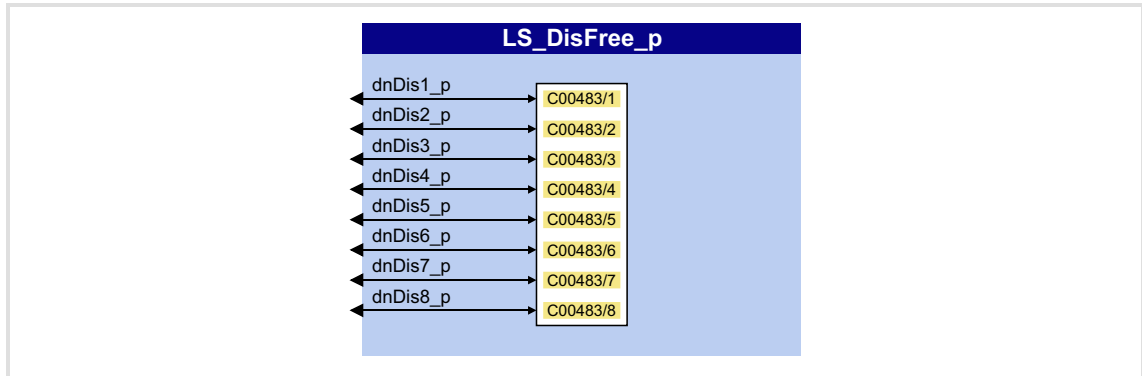 LS_DisFree_p
dnDis1_p
C00483/1
dnDis2_p
C00483/2
dnDis3_p
C00483/3
dnDis4_p
C00483/4
dnDis5_p
C00483/5
dnDis6_p
C00483/6
dnDis7_p
C00483/7
dnDis8_p
C00483/8